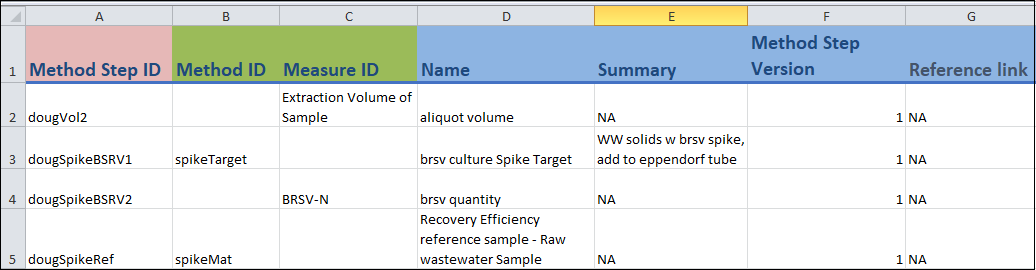 A B C D E F G
1 Method Step ID Method ID Measure ID Name Summary Method Step Version Reference link
2 dougVol2 Extraction Volume of Sample aliquot volume NA 1 NA
3 dougSpikeBSRV1 spikeTarget brsv culture Spike Target WW solids w brsv spike, add to eppendorf tube 1 NA
4 dougSpikeBSRV2 BRSV-N brsv quantity NA 1 NA
5 dougSpikeRef spikeMat Recovery Efficiency reference sample - Raw wastewater Sample NA 1 NA